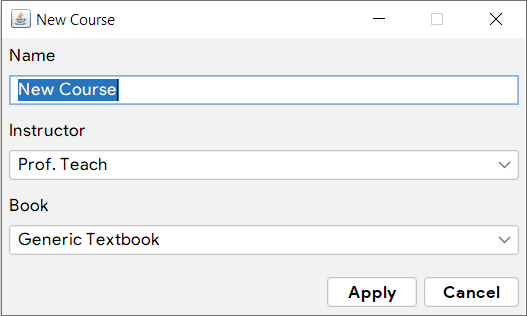 New Course
Name
New Course
Instructor
Prof. Teach
Book
Generic Textbook
Apply Cancel